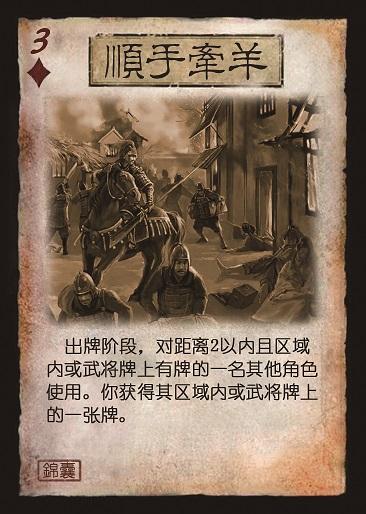 3
順手牽羊
出牌阶段，对距离2以内且区域
内或武将牌上有牌的一名其他角色
使用。你获得其区域内或武将牌上
的一张牌。
錦囊